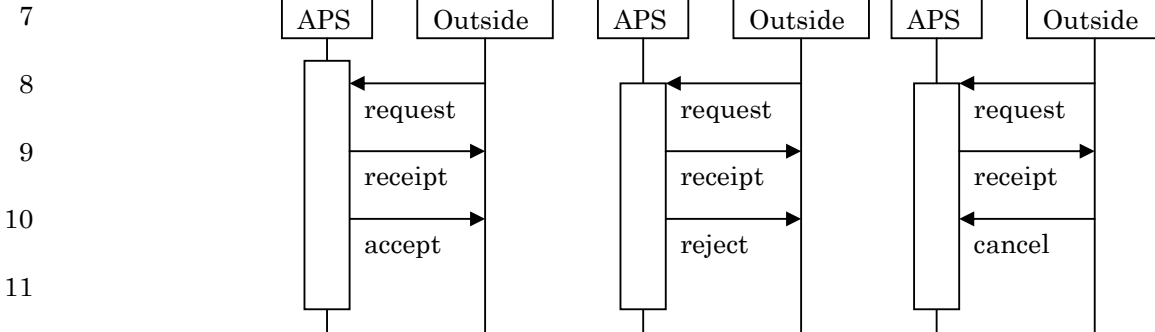 7 APS Outside APS Outside APS Outside
8
request request request
9
receipt receipt receipt
10
accept reject cancel
11